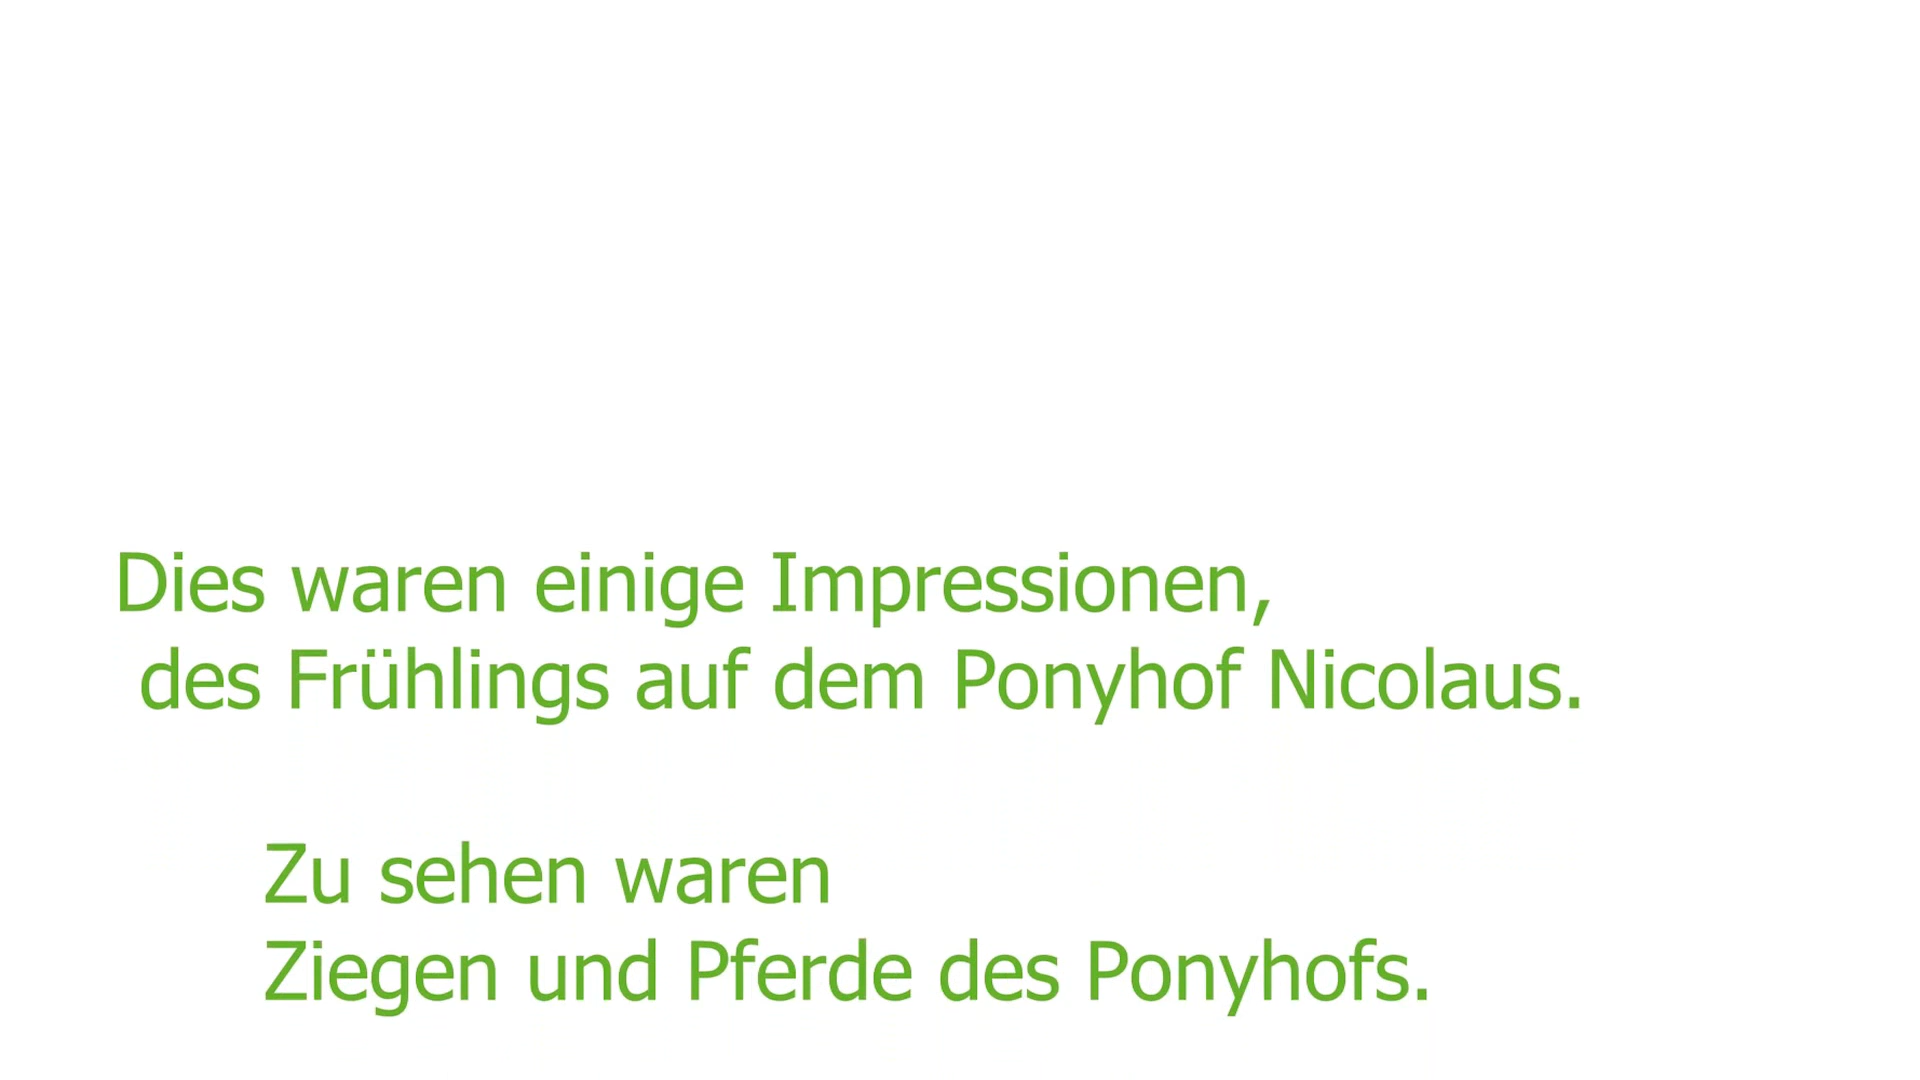 Dies waren einige Impressionen,
des Frühlings auf dem Ponyhof Nicolaus.
Zu sehen waren
Ziegen und Pferde des Ponyhofs.